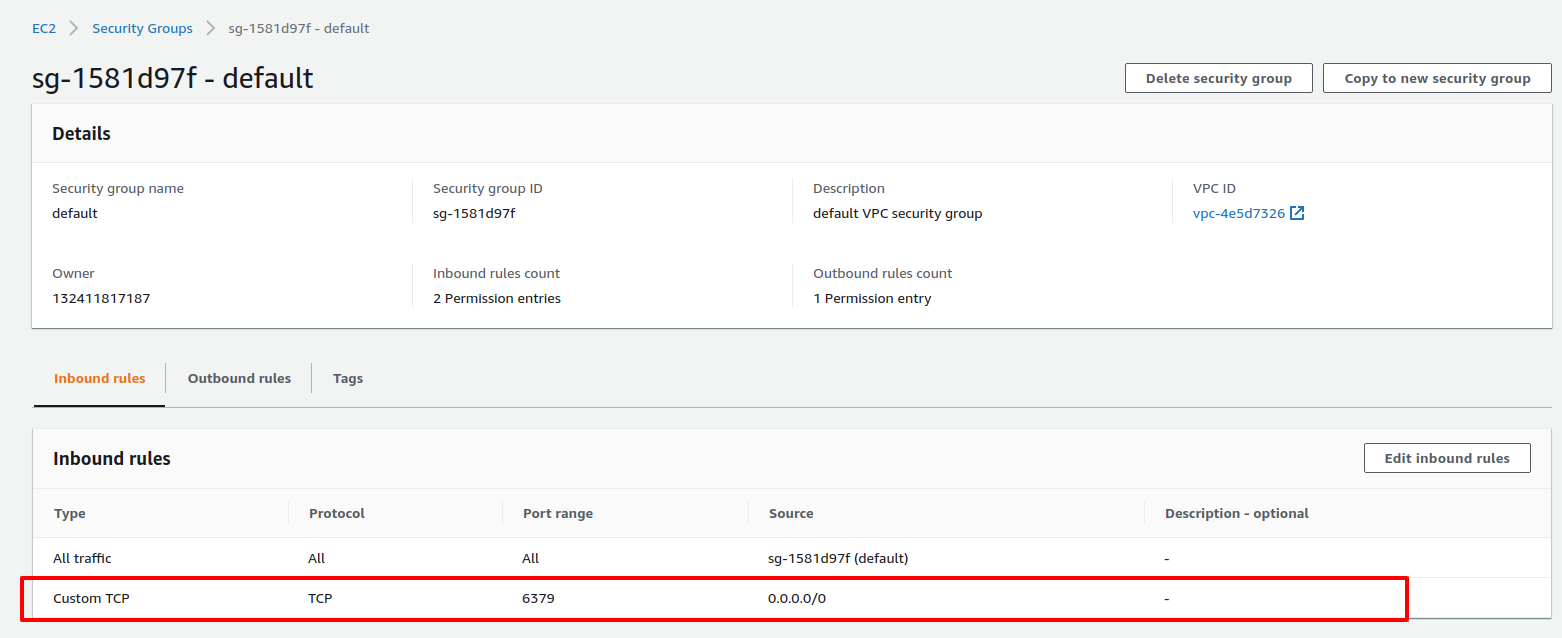 EC2 > Security Groups > sg-1581d97f - default
sg-1581d97f - default Delete security group Copy to new security group
Details
Security group name Security group ID Description VPC ID
default sg-1581d97f default VPC security group vpc-4e5d7326
Owner Inbound rules count Outbound rules count
132411817187 2 Permission entries 1 Permission entry
Inbound rules Outbound rules Tags
Inbound rules Edit inbound rules
Type Protocol Port range Source Description - optional
All traffic All All sg-1581d97f (default) -
Custom TCP TCP 6379 0.0.0.0/0 -